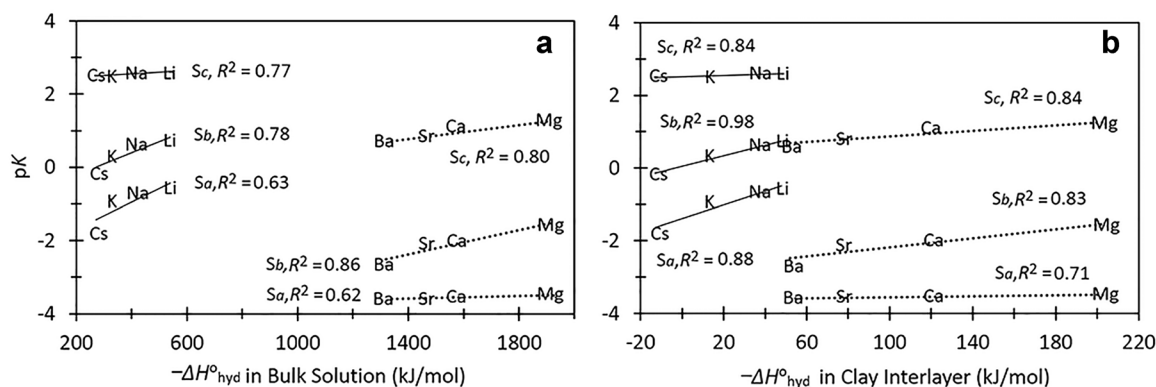 a
4
2
0
-2
-4
pK
Cs K Na Li
Sc, R² = 0.77
Sb, R² = 0.78
Cs K Na Li
Sa, R² = 0.63
Cs K Na Li
Ba Sr Ca Mg
Sc, R² = 0.80
Sb, R² = 0.86
Ba Sr Ca Mg
Sa, R² = 0.62
Ba Sr Ca Mg
200 600 1000 1400 1800
−ΔH°hyd in Bulk Solution (kJ/mol)
b
4
2
0
-2
-4
Sc, R² = 0.84
Cs K Na Li
Sb, R² = 0.98
Cs K Na Li
Sc, R² = 0.84
Ba Sr Ca Mg
Cs K Na Li
Sa, R² = 0.88
Sb, R² = 0.83
Ba Sr Ca Mg
Sa, R² = 0.71
Ba Sr Ca Mg
-20 20 60 100 140 180 220
−ΔH°hyd in Clay Interlayer (kJ/mol)